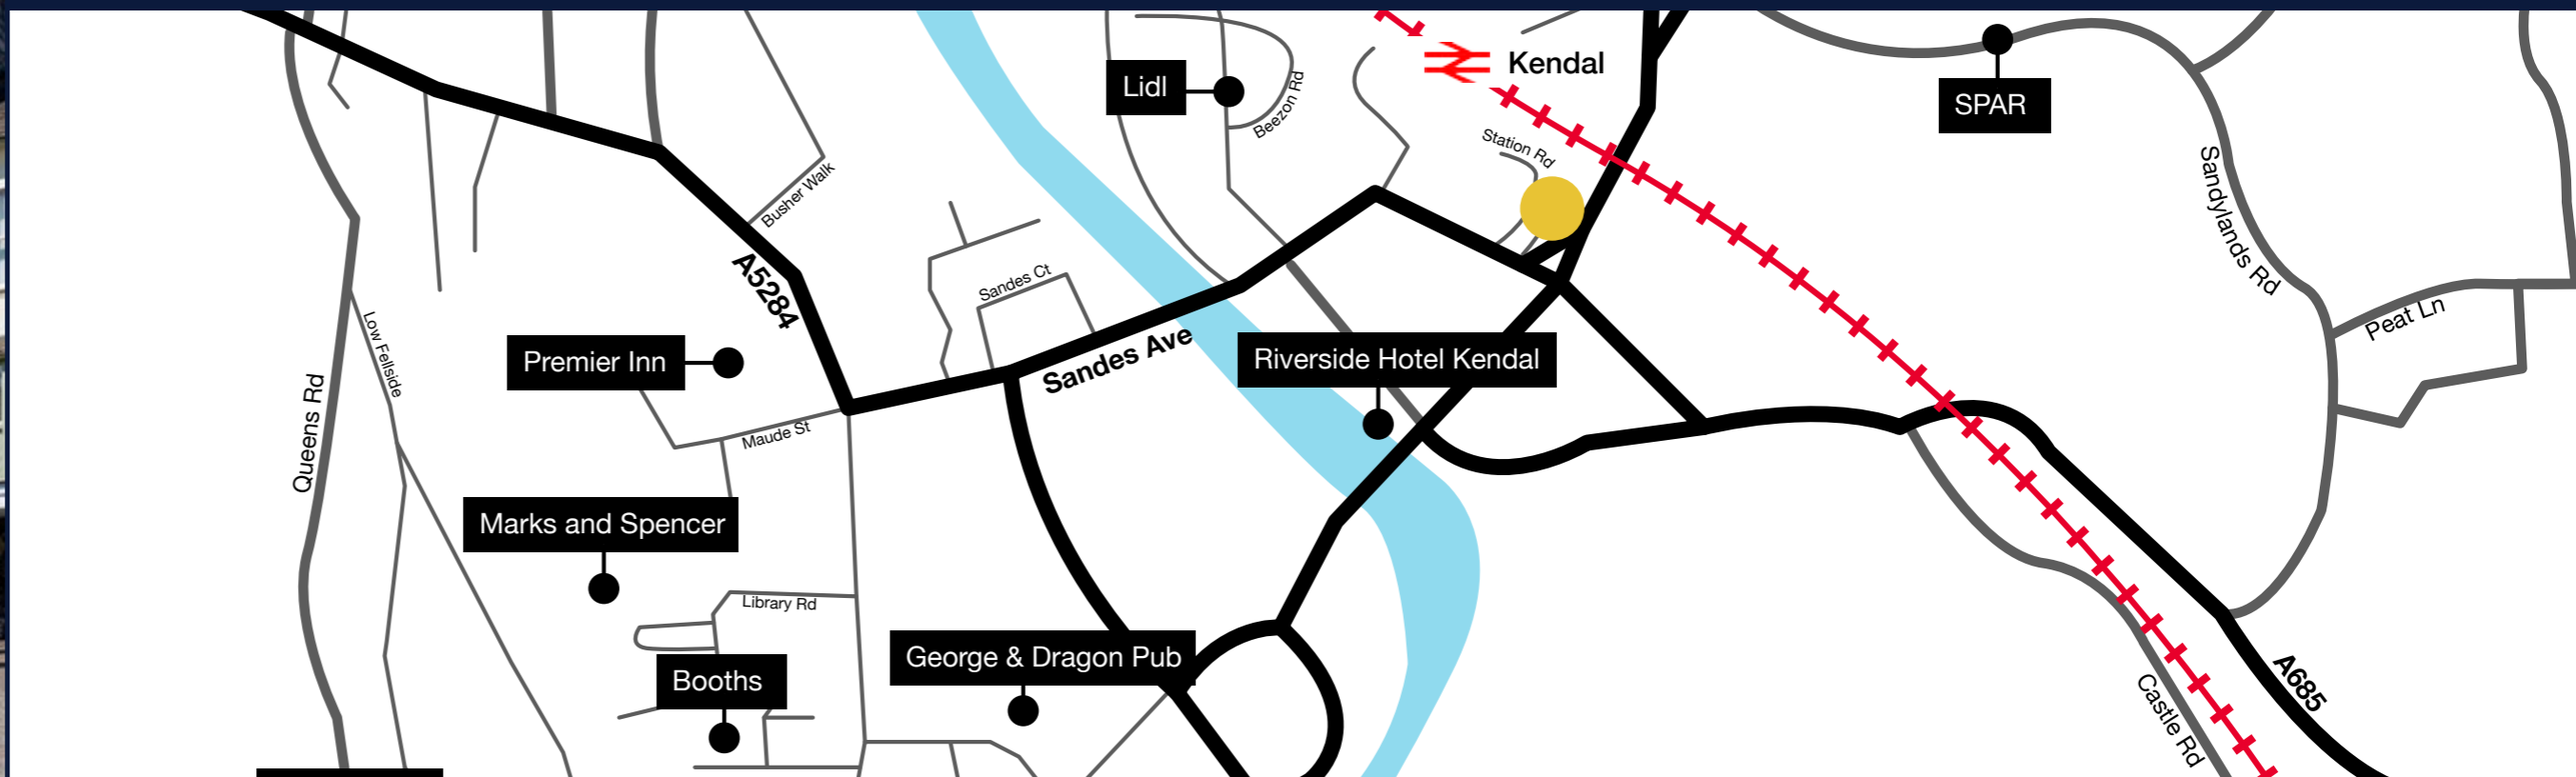 Kendal
Lidl
SPAR
Beezon Rd
Station Rd
Busher Walk
Sandylands Rd
A5284
Sandes Ct
Peat Ln
Low Fellside
Premier Inn
Sandes Ave
Riverside Hotel Kendal
Queens Rd
Maude St
Marks and Spencer
Library Rd
George & Dragon Pub
Booths
A685
Castle Rd